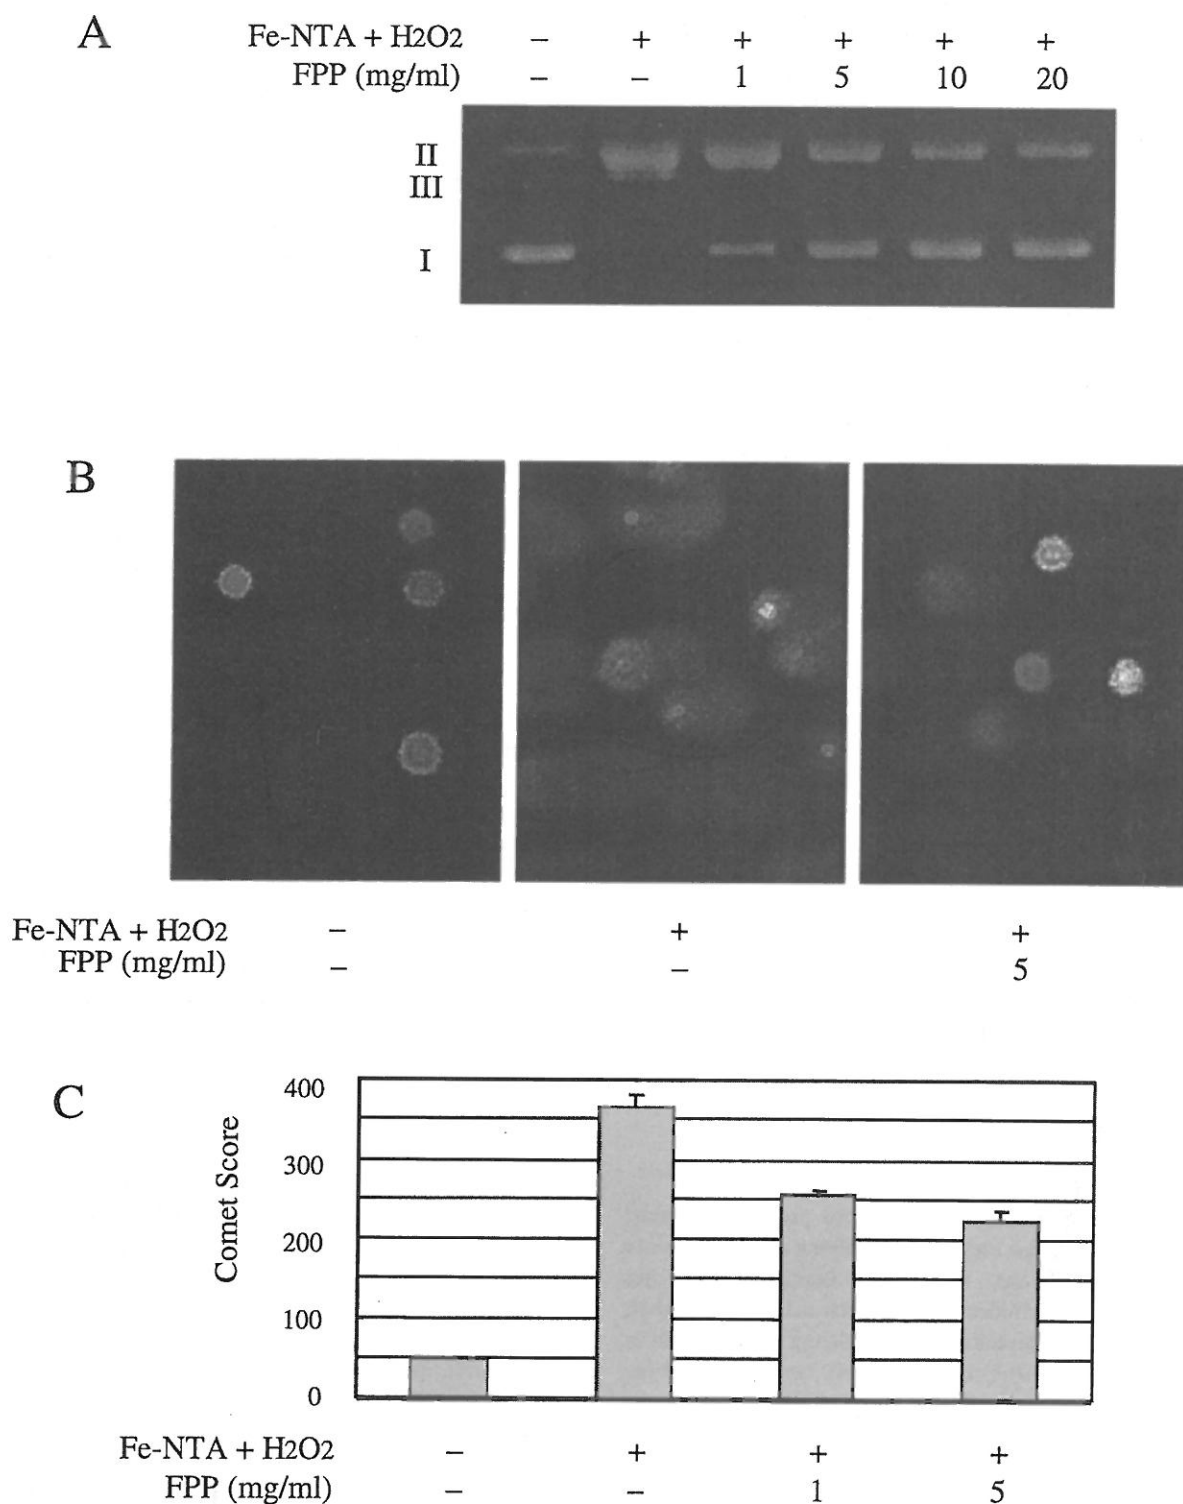 A
Fe-NTA + H2O2 – + + + + +
FPP (mg/ml) – – 1 5 10 20
II
III
I
B
Fe-NTA + H2O2 – + +
FPP (mg/ml) – – 5
C
Comet Score
400
300
200
100
0
Fe-NTA + H2O2 – + + +
FPP (mg/ml) – – 1 5